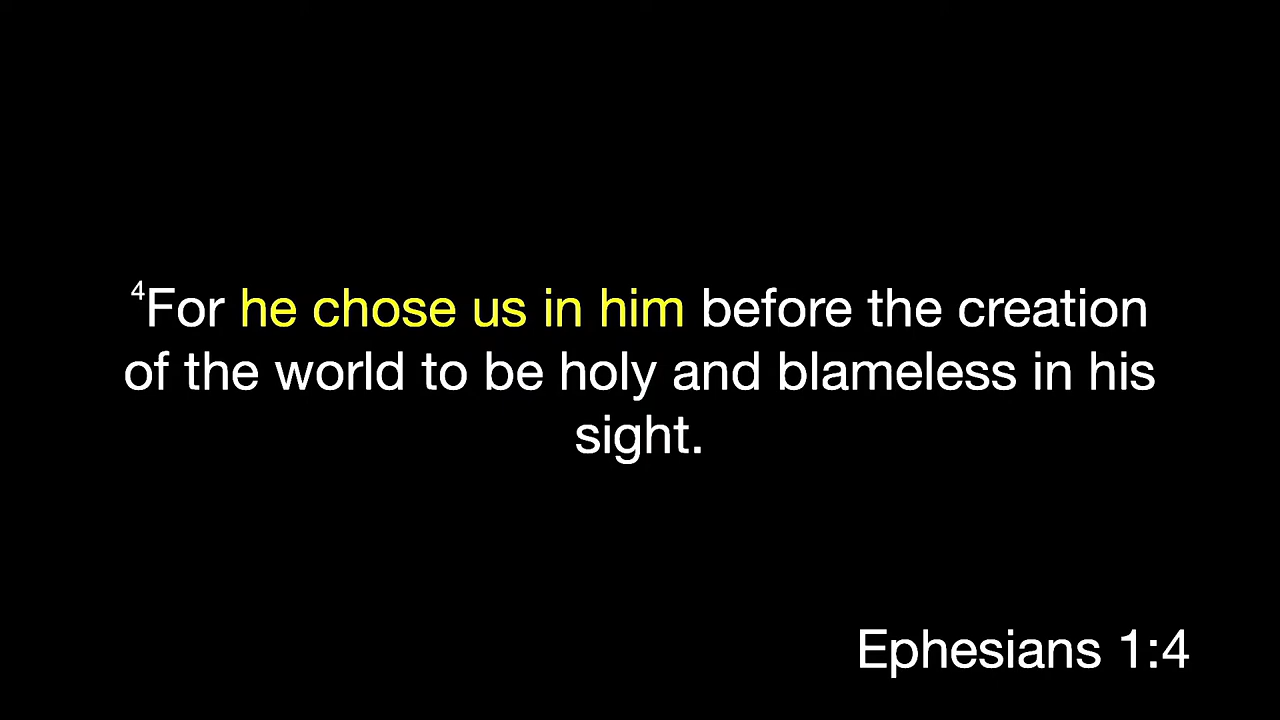 ⁴For he chose us in him before the creation
of the world to be holy and blameless in his
sight.
Ephesians 1:4